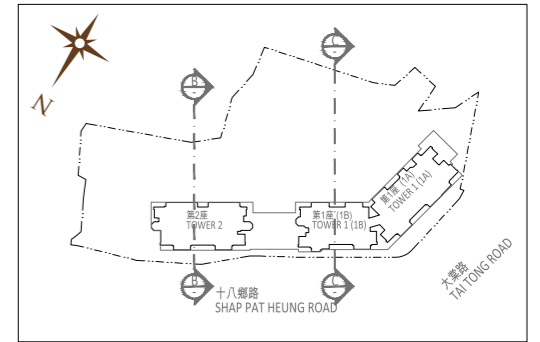 N
B
-
C
-
第2座
TOWER 2
第1座 (1B)
TOWER 1 (1B)
第1座 (1A)
TOWER 1 (1A)
B
-
C
-
十八鄉路
SHAP PAT HEUNG ROAD
大棠路
TAI TONG ROAD